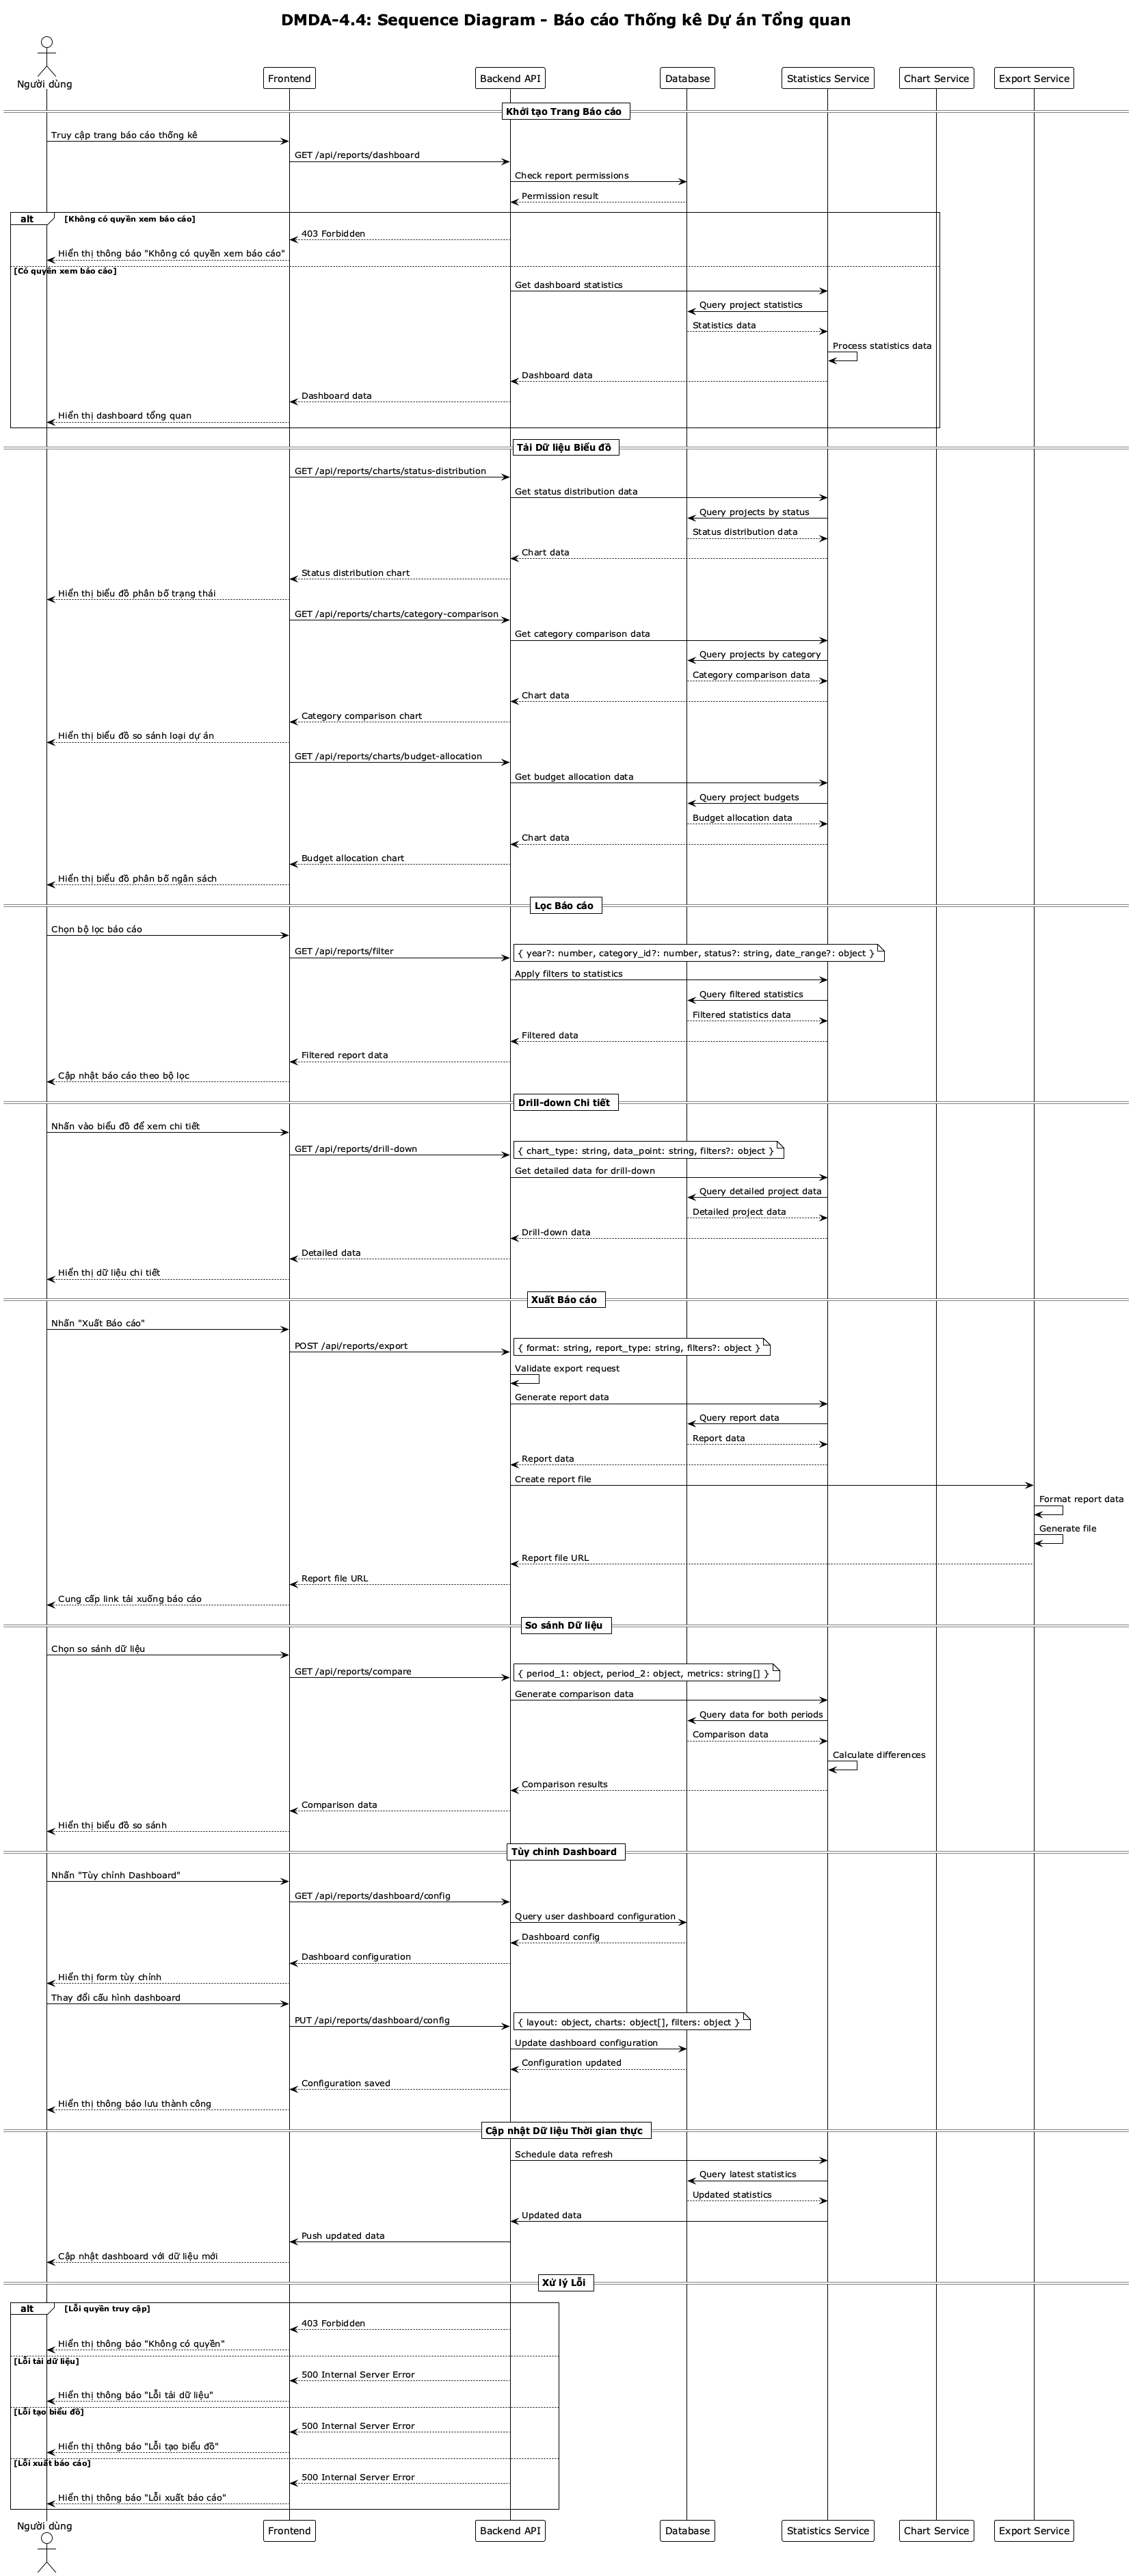 DMDA-4.4: Sequence Diagram - Báo cáo Thống kê Dự án Tổng quan
Người dùng
Frontend
Backend API
Database
Statistics Service
Chart Service
Export Service
Khởi tạo Trang Báo cáo
Truy cập trang báo cáo thống kê
GET /api/reports/dashboard
Check report permissions
Permission result
alt [Không có quyền xem báo cáo]
403 Forbidden
Hiển thị thông báo "Không có quyền xem báo cáo"
[Có quyền xem báo cáo]
Get dashboard statistics
Query project statistics
Statistics data
Process statistics data
Dashboard data
Dashboard data
Hiển thị dashboard tổng quan
Tải Dữ liệu Biểu đồ
GET /api/reports/charts/status-distribution
Get status distribution data
Query projects by status
Status distribution data
Chart data
Status distribution chart
Hiển thị biểu đồ phân bố trạng thái
GET /api/reports/charts/category-comparison
Get category comparison data
Query projects by category
Category comparison data
Chart data
Category comparison chart
Hiển thị biểu đồ so sánh loại dự án
GET /api/reports/charts/budget-allocation
Get budget allocation data
Query project budgets
Budget allocation data
Chart data
Budget allocation chart
Hiển thị biểu đồ phân bố ngân sách
Lọc Báo cáo
Chọn bộ lọc báo cáo
GET /api/reports/filter
{ year?: number, category_id?: number, status?: string, date_range?: object }
Apply filters to statistics
Query filtered statistics
Filtered statistics data
Filtered data
Filtered report data
Cập nhật báo cáo theo bộ lọc
Drill-down Chi tiết
Nhấn vào biểu đồ để xem chi tiết
GET /api/reports/drill-down
{ chart_type: string, data_point: string, filters?: object }
Get detailed data for drill-down
Query detailed project data
Detailed project data
Drill-down data
Detailed data
Hiển thị dữ liệu chi tiết
Xuất Báo cáo
Nhấn "Xuất Báo cáo"
POST /api/reports/export
{ format: string, report_type: string, filters?: object }
Validate export request
Generate report data
Query report data
Report data
Report data
Create report file
Format report data
Generate file
Report file URL
Report file URL
Cung cấp link tải xuống báo cáo
So sánh Dữ liệu
Chọn so sánh dữ liệu
GET /api/reports/compare
{ period_1: object, period_2: object, metrics: string[] }
Generate comparison data
Query data for both periods
Comparison data
Calculate differences
Comparison results
Comparison data
Hiển thị biểu đồ so sánh
Tùy chỉnh Dashboard
Nhấn "Tùy chỉnh Dashboard"
GET /api/reports/dashboard/config
Query user dashboard configuration
Dashboard config
Dashboard configuration
Hiển thị form tùy chỉnh
Thay đổi cấu hình dashboard
PUT /api/reports/dashboard/config
{ layout: object, charts: object[], filters: object }
Update dashboard configuration
Configuration updated
Configuration saved
Hiển thị thông báo lưu thành công
Cập nhật Dữ liệu Thời gian thực
Schedule data refresh
Query latest statistics
Updated statistics
Updated data
Push updated data
Cập nhật dashboard với dữ liệu mới
Xử lý Lỗi
alt [Lỗi quyền truy cập]
403 Forbidden
Hiển thị thông báo "Không có quyền"
[Lỗi tải dữ liệu]
500 Internal Server Error
Hiển thị thông báo "Lỗi tải dữ liệu"
[Lỗi tạo biểu đồ]
500 Internal Server Error
Hiển thị thông báo "Lỗi tạo biểu đồ"
[Lỗi xuất báo cáo]
500 Internal Server Error
Hiển thị thông báo "Lỗi xuất báo cáo"
Người dùng
Frontend
Backend API
Database
Statistics Service
Chart Service
Export Service